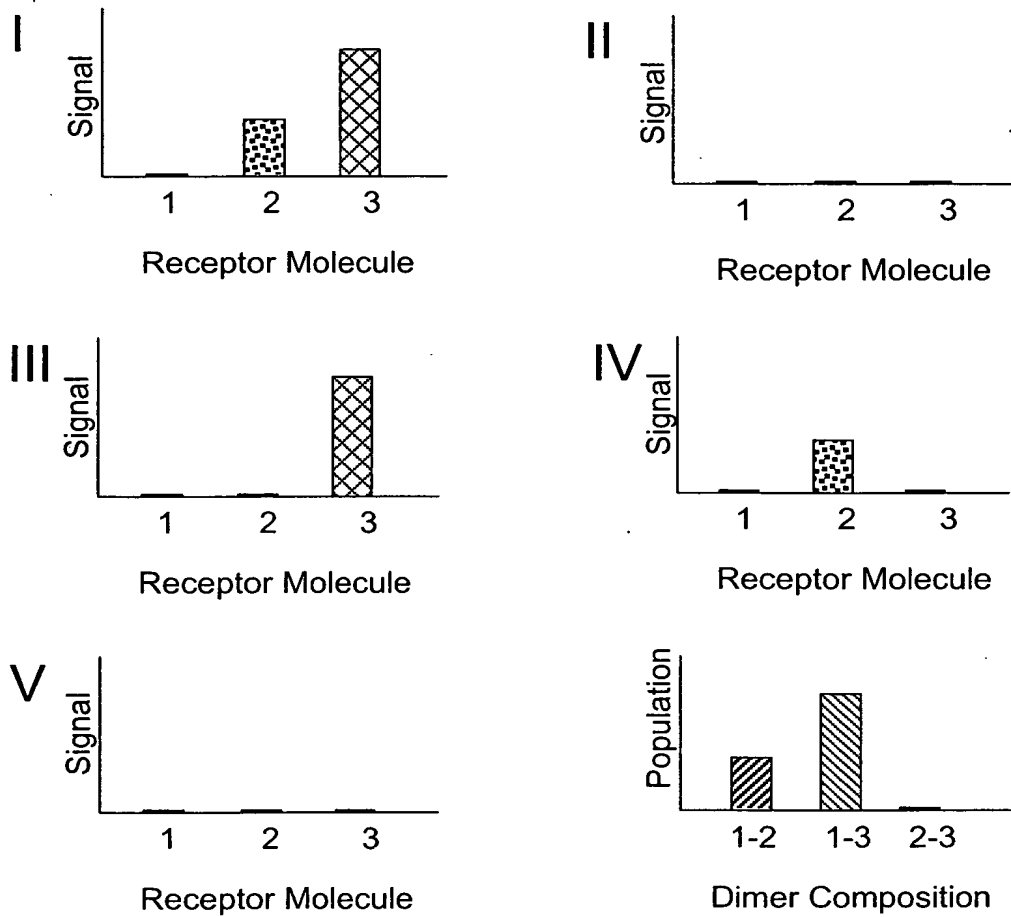 I
Signal
1 2 3
Receptor Molecule
II
Signal
1 2 3
Receptor Molecule
III
Signal
1 2 3
Receptor Molecule
IV
Signal
1 2 3
Receptor Molecule
V
Signal
1 2 3
Receptor Molecule
Population
1-2 1-3 2-3
Dimer Composition